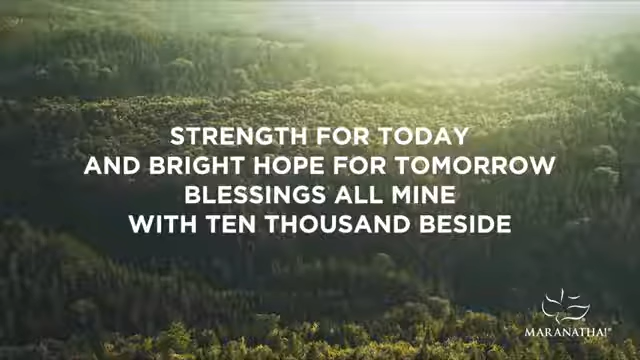 STRENGTH FOR TODAY
AND BRIGHT HOPE FOR TOMORROW
BLESSINGS ALL MINE
WITH TEN THOUSAND BESIDE
MARANATHA!®